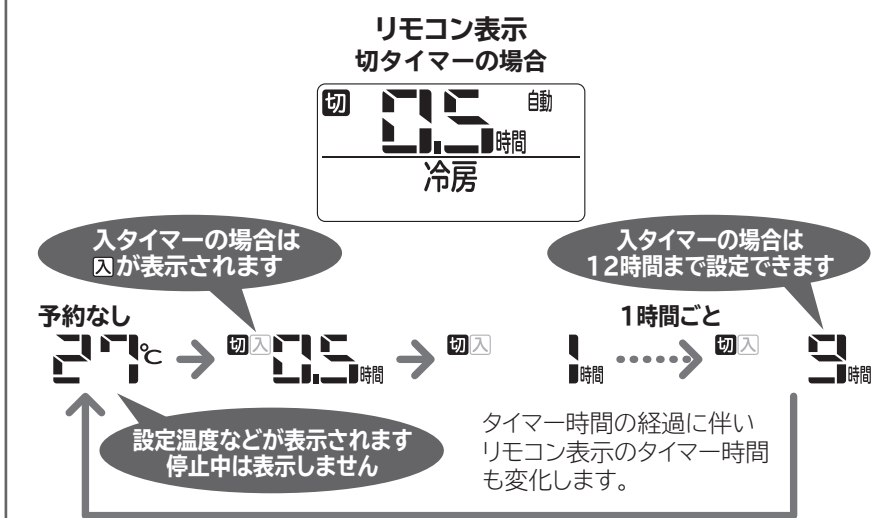 リモコン表示
切タイマーの場合
切 0.5時間 自動
冷房
入タイマーの場合は
入が表示されます
入タイマーの場合は
12時間まで設定できます
予約なし
1時間ごと
27℃ 切入 0.5時間 切入 1時間 切入 9時間
設定温度などが表示されます
停止中は表示しません
タイマー時間の経過に伴い
リモコン表示のタイマー時間
も変化します。